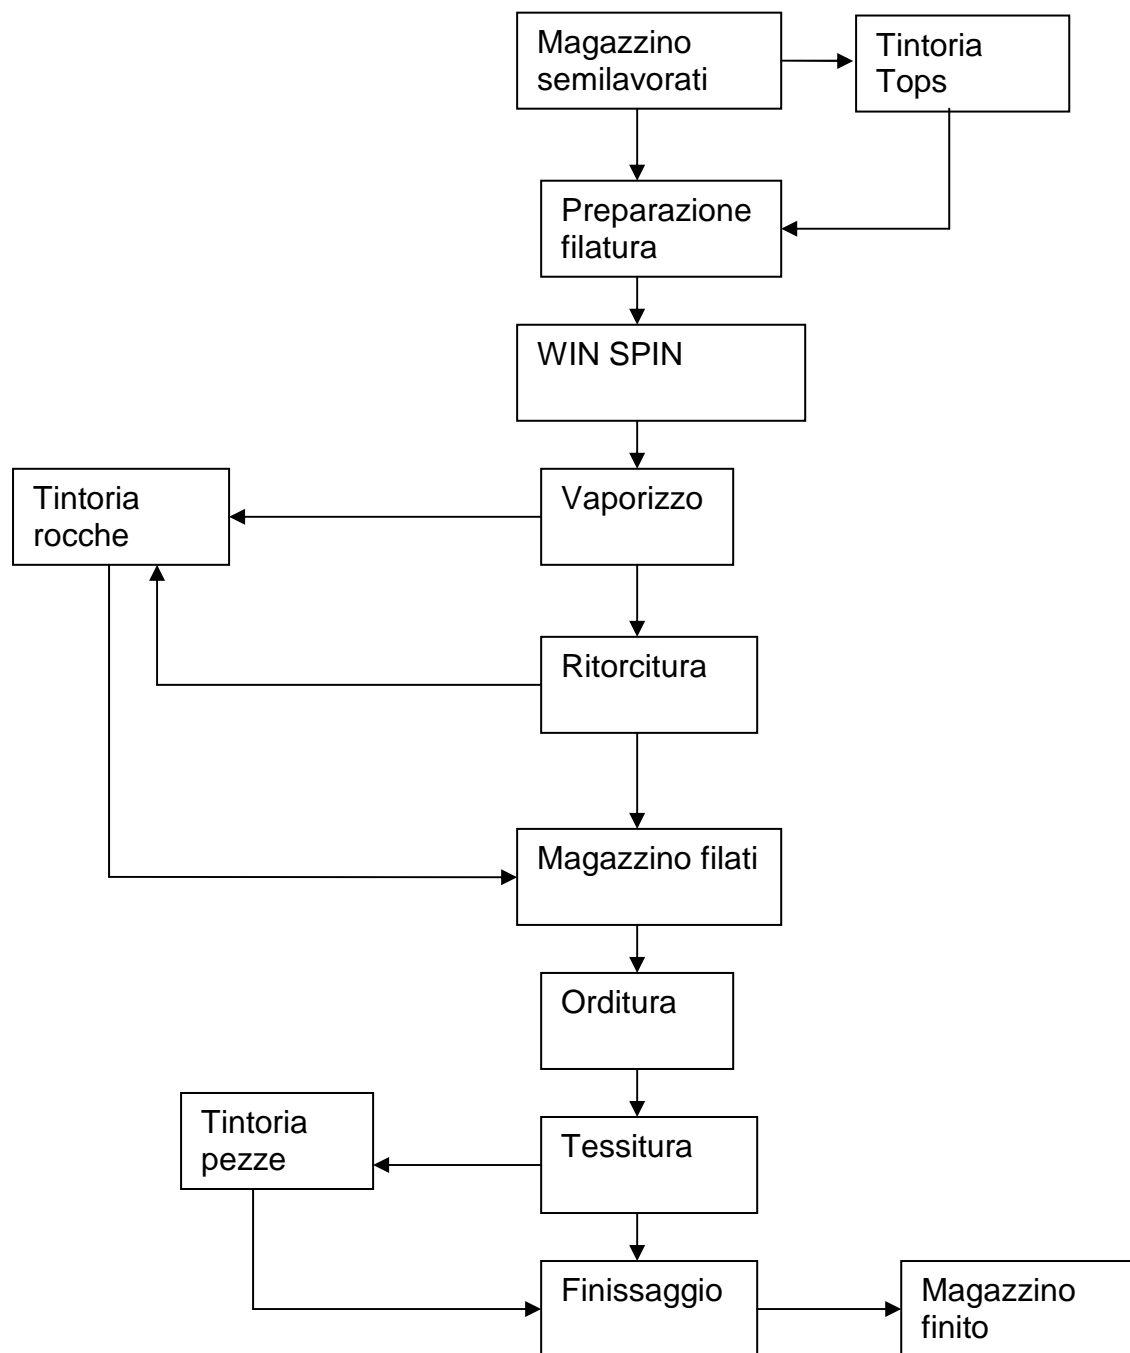 Magazzino
semilavorati
Tintoria
Tops
Preparazione
filatura
WIN SPIN
Tintoria
rocche
Vaporizzo
Ritorcitura
Magazzino filati
Orditura
Tintoria
pezze
Tessitura
Finissaggio
Magazzino
finito